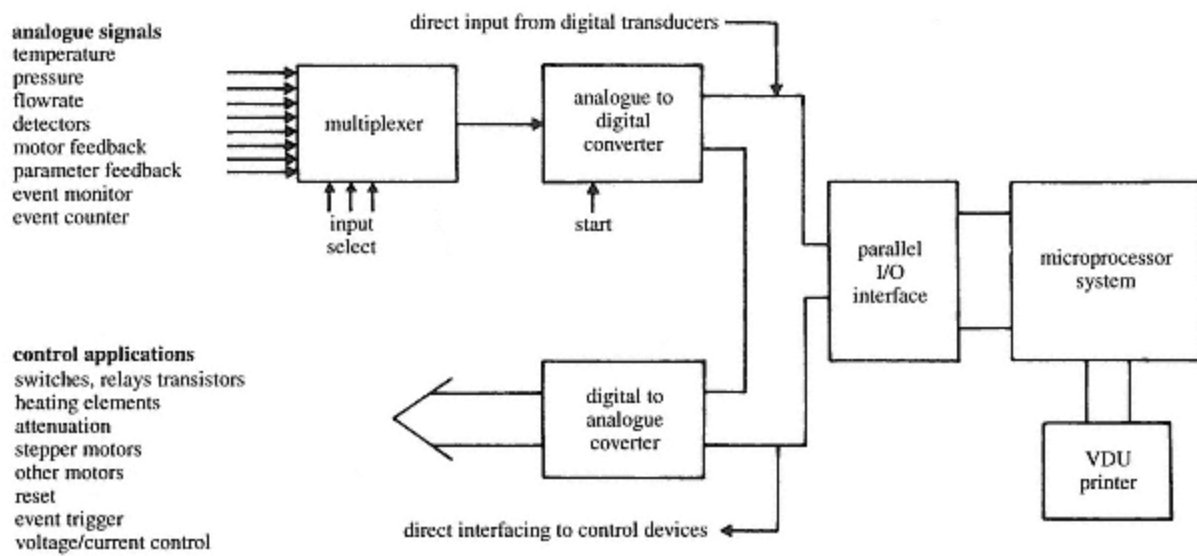 analogue signals
temperature
pressure
flowrate
detectors
motor feedback
parameter feedback
event monitor
event counter
direct input from digital transducers
multiplexer
input
select
analogue to
digital
converter
start
parallel
I/O
interface
microprocessor
system
VDU
printer
control applications
switches, relays transistors
heating elements
attenuation
stepper motors
other motors
reset
event trigger
voltage/current control
digital to
analogue
coverter
direct interfacing to control devices